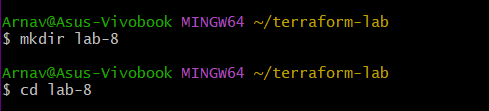 Arnav@Asus-Vivobook MINGW64 ~/terraform-lab
$ mkdir lab-8
Arnav@Asus-Vivobook MINGW64 ~/terraform-lab
$ cd lab-8